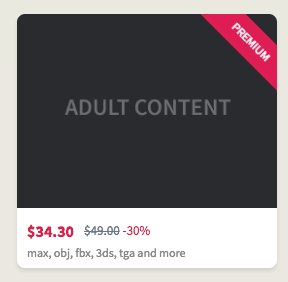 PREMIUM
ADULT CONTENT
$34.30 $49.00 -30%
max, obj, fbx, 3ds, tga and more